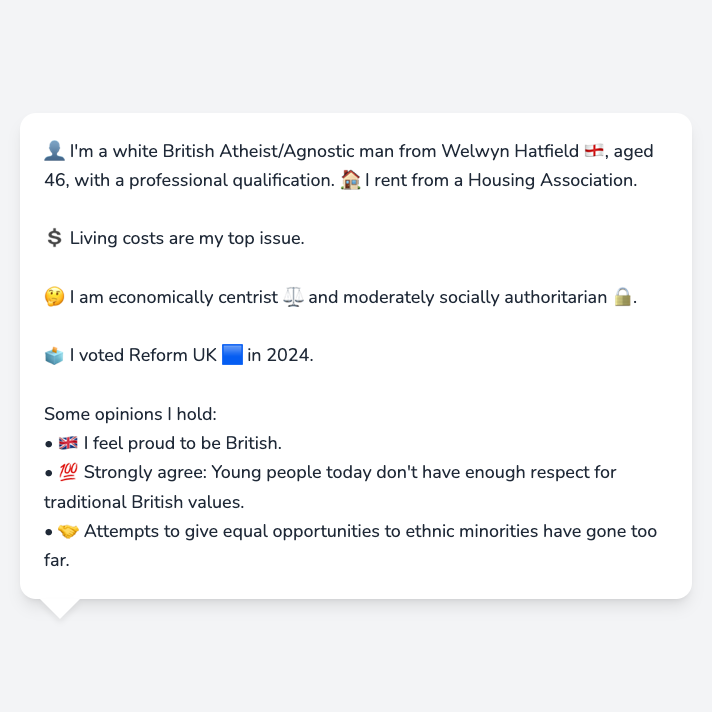 👤 I'm a white British Atheist/Agnostic man from Welwyn Hatfield 🏴󠁧󠁢󠁥󠁮󠁧󠁿, aged
46, with a professional qualification. 🏠 I rent from a Housing Association.
💲 Living costs are my top issue.
🤔 I am economically centrist ⚖️ and moderately socially authoritarian 🔒.
🗳️ I voted Reform UK 🟦 in 2024.
Some opinions I hold:
• 🇬🇧 I feel proud to be British.
• 💯 Strongly agree: Young people today don't have enough respect for
traditional British values.
• 🤝 Attempts to give equal opportunities to ethnic minorities have gone too
far.